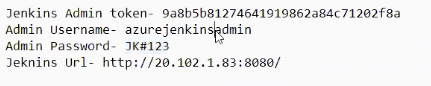 Jenkins Admin token- 9a8b5b81274641919862a84c71202f8a
Admin Username- azurejenkinsadmin
Admin Password- JK#123
Jeknins Url- http://20.102.1.83:8080/